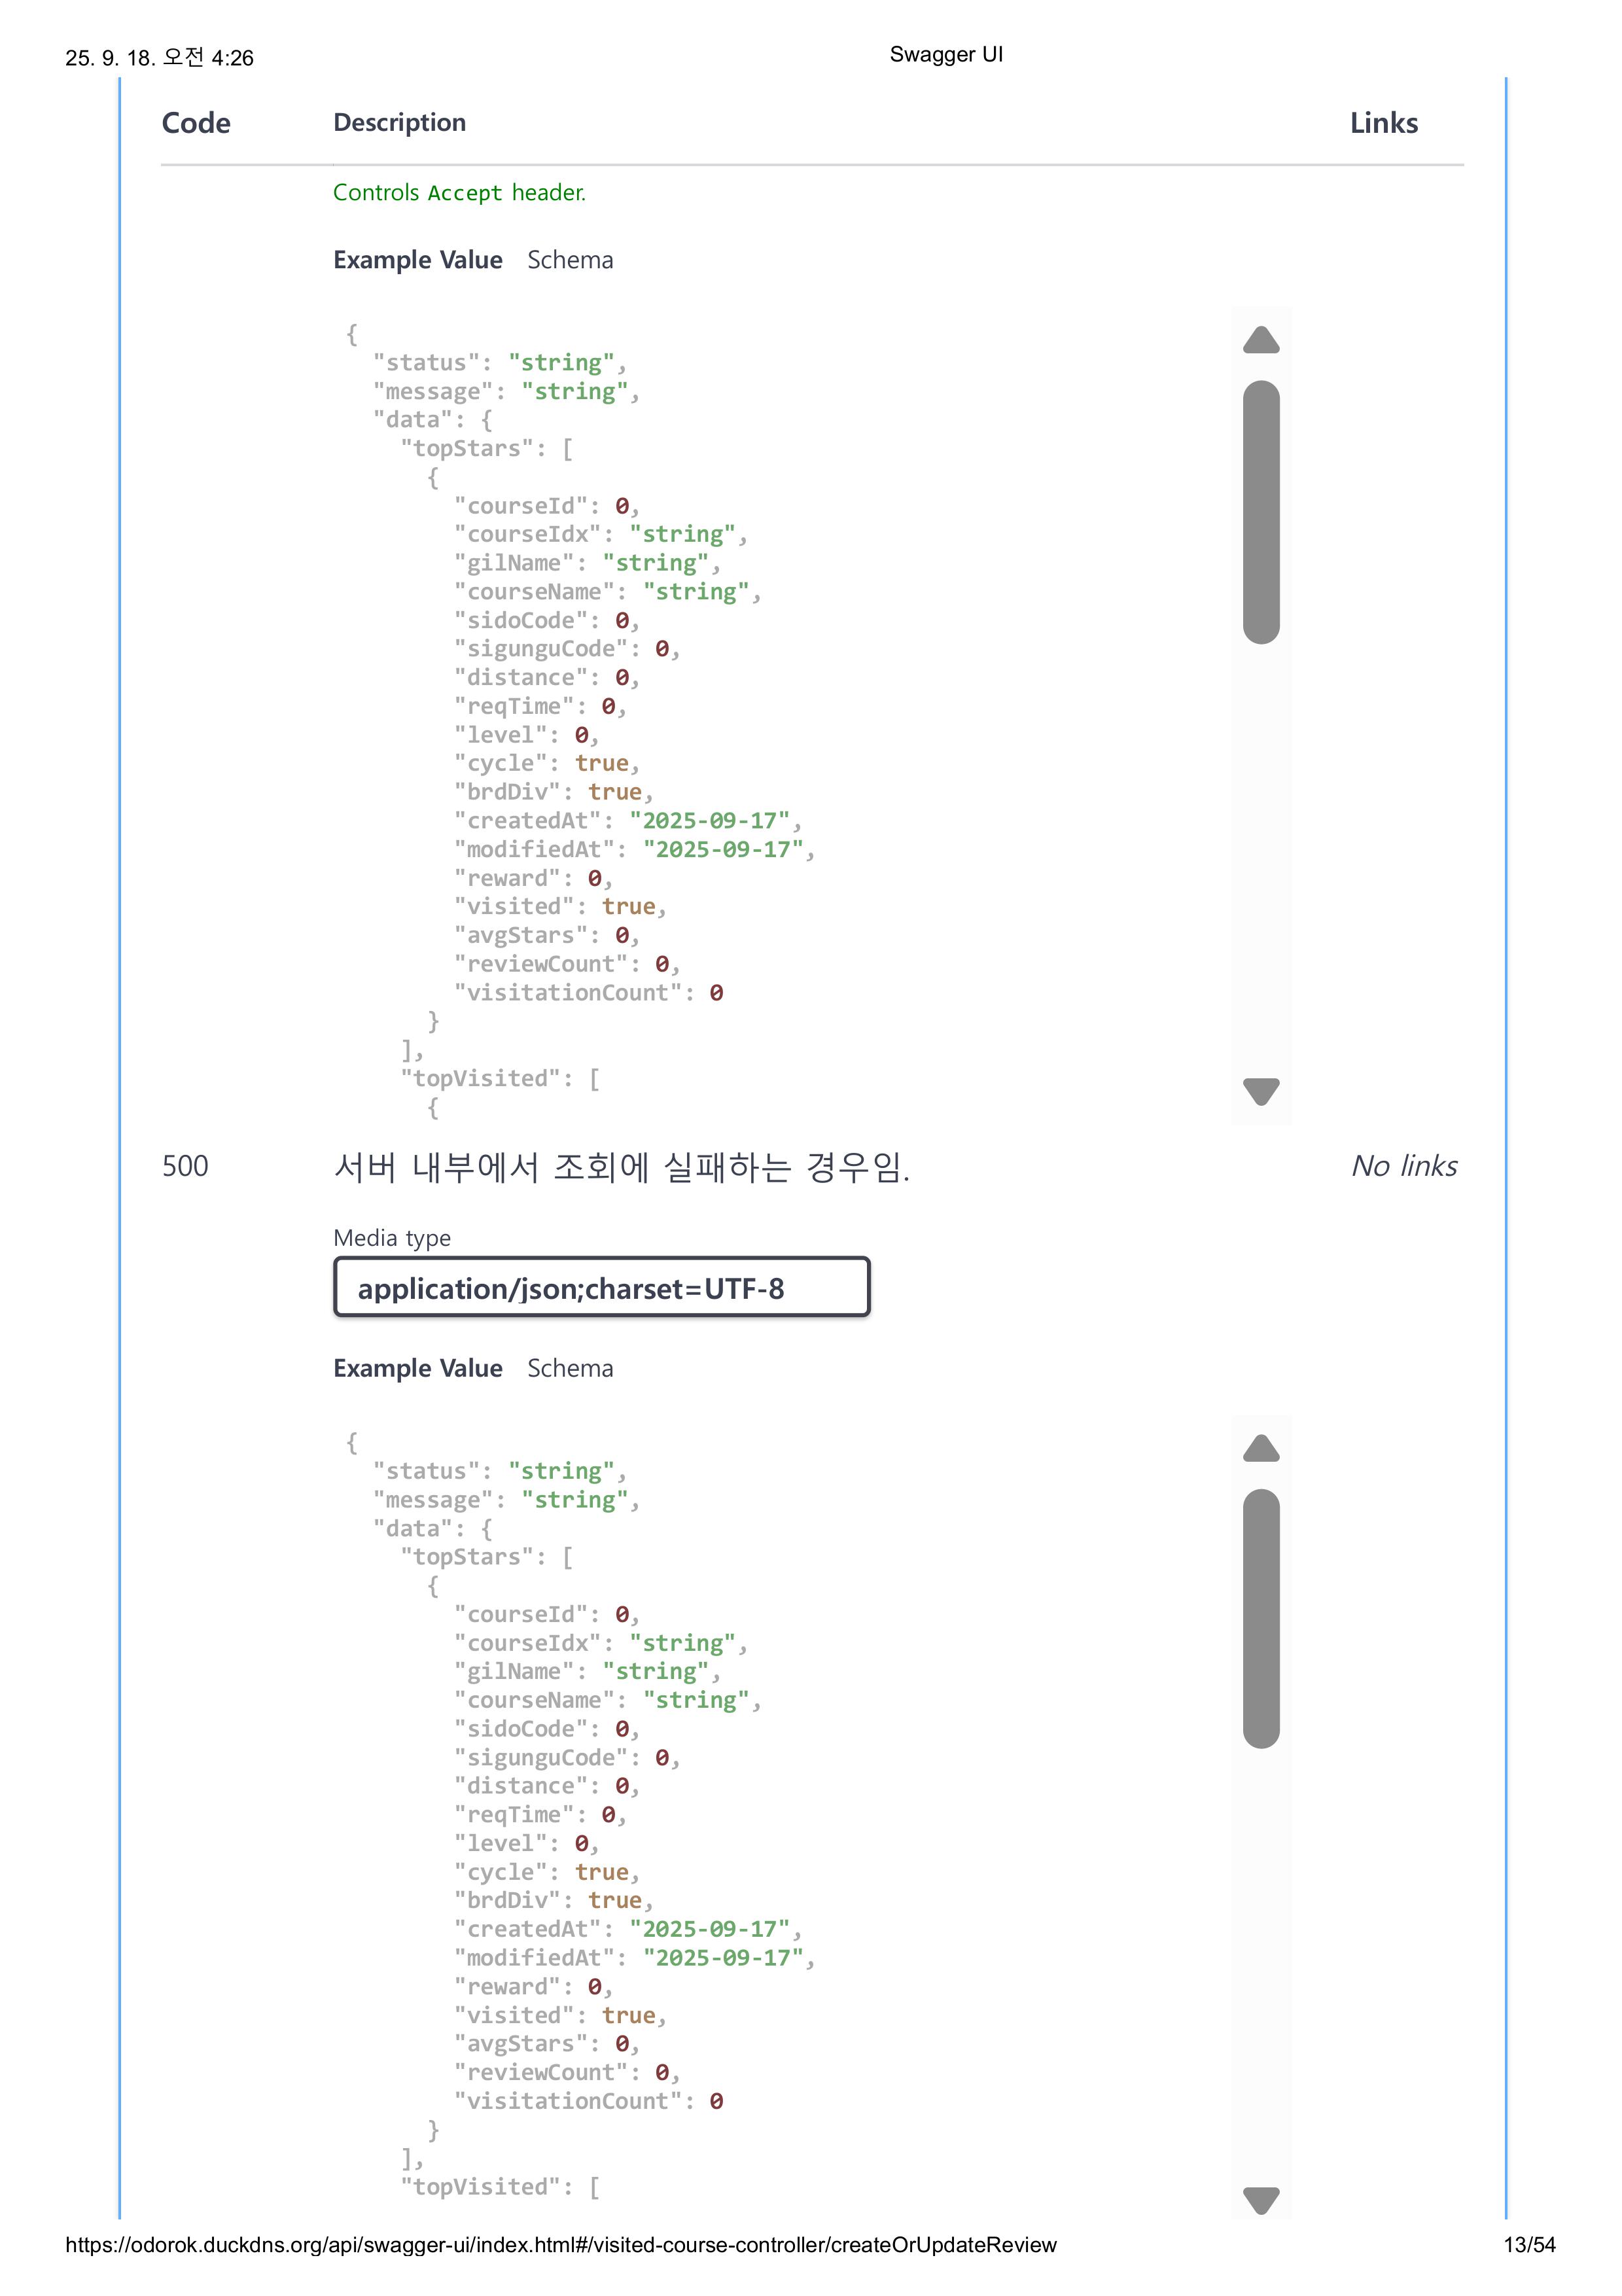 25. 9. 18. 오전 4:26
Swagger UI
Code Description Links
Controls Accept header.
Example Value Schema
{
  "status": "string",
  "message": "string",
  "data": {
    "topStars": [
      {
        "courseId": 0,
        "courseIdx": "string",
        "gilName": "string",
        "courseName": "string",
        "sidoCode": 0,
        "sigunguCode": 0,
        "distance": 0,
        "reqTime": 0,
        "level": 0,
        "cycle": true,
        "brdDiv": true,
        "createdAt": "2025-09-17",
        "modifiedAt": "2025-09-17",
        "reward": 0,
        "visited": true,
        "avgStars": 0,
        "reviewCount": 0,
        "visitationCount": 0
      }
    ],
    "topVisited": [
      {
500 서버 내부에서 조회에 실패하는 경우임. No links
Media type
application/json;charset=UTF-8
Example Value Schema
{
  "status": "string",
  "message": "string",
  "data": {
    "topStars": [
      {
        "courseId": 0,
        "courseIdx": "string",
        "gilName": "string",
        "courseName": "string",
        "sidoCode": 0,
        "sigunguCode": 0,
        "distance": 0,
        "reqTime": 0,
        "level": 0,
        "cycle": true,
        "brdDiv": true,
        "createdAt": "2025-09-17",
        "modifiedAt": "2025-09-17",
        "reward": 0,
        "visited": true,
        "avgStars": 0,
        "reviewCount": 0,
        "visitationCount": 0
      }
    ],
    "topVisited": [
https://odorok.duckdns.org/api/swagger-ui/index.html#/visited-course-controller/createOrUpdateReview
13/54